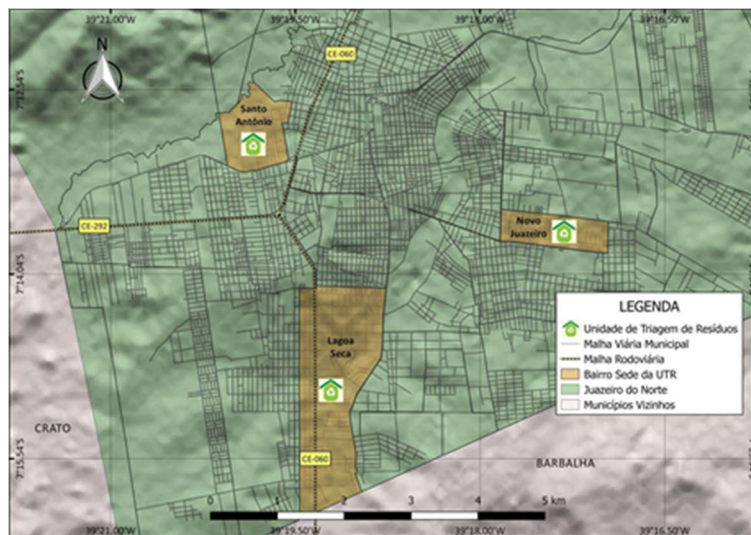 39°21.00'W 39°19.50'W 39°18.00'W 39°16.50'W
N
CE-060
7°12.54'S
Santo
Antônio
CE-292
Novo
Juazeiro
7°14.04'S
LEGENDA
Unidade de Triagem de Resíduos
Malha Viária Municipal
Malha Rodoviária
Bairro Sede da UTR
Juazeiro do Norte
Municípios Vizinhos
Lagoa
Seca
CRATO
CE-060
BARBALHA
7°15.54'S
0 1 2 3 4 5 km
39°21.00'W 39°19.50'W 39°18.00'W 39°16.50'W